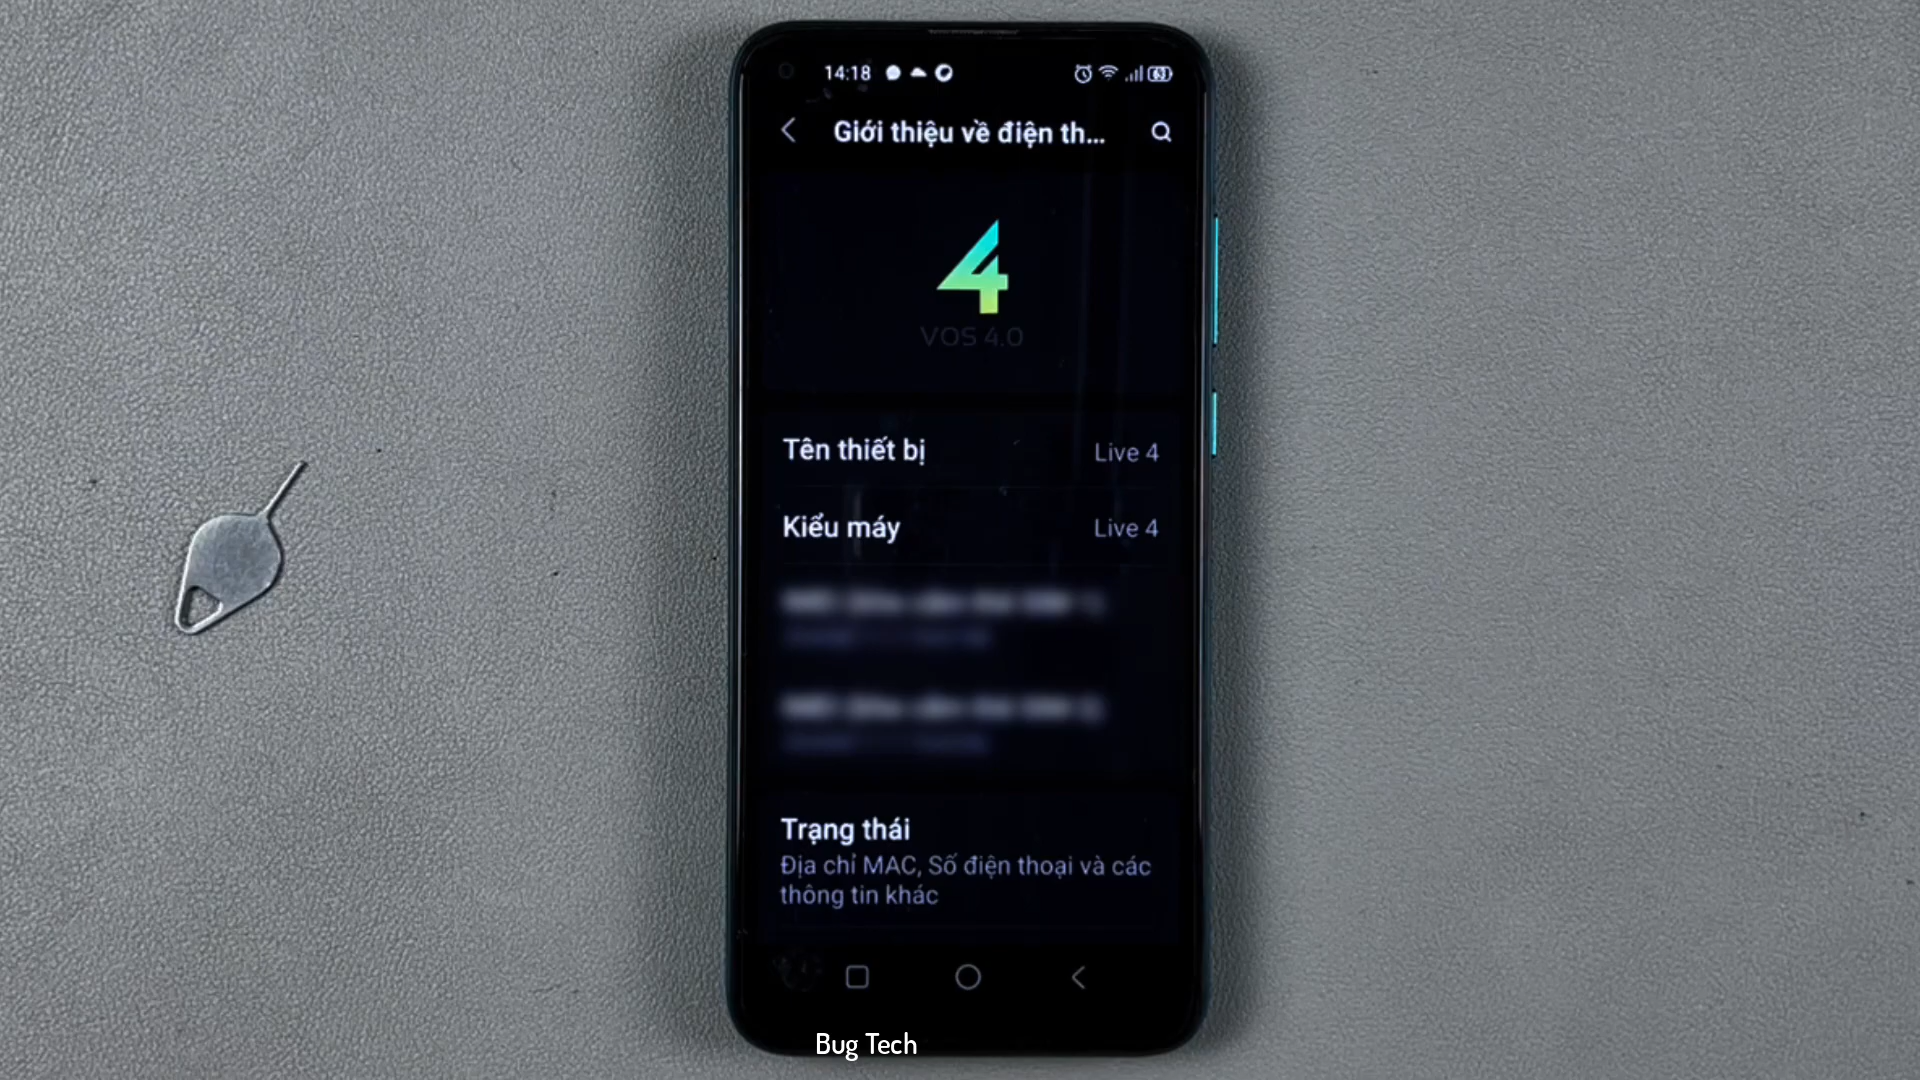 14:18
63
Giới thiệu về điện th...
4
VOS 4.0
Tên thiết bị
Live 4
Kiểu máy
Live 4
Trạng thái
Địa chỉ MAC, Số điện thoại và các
thông tin khác
Bug Tech